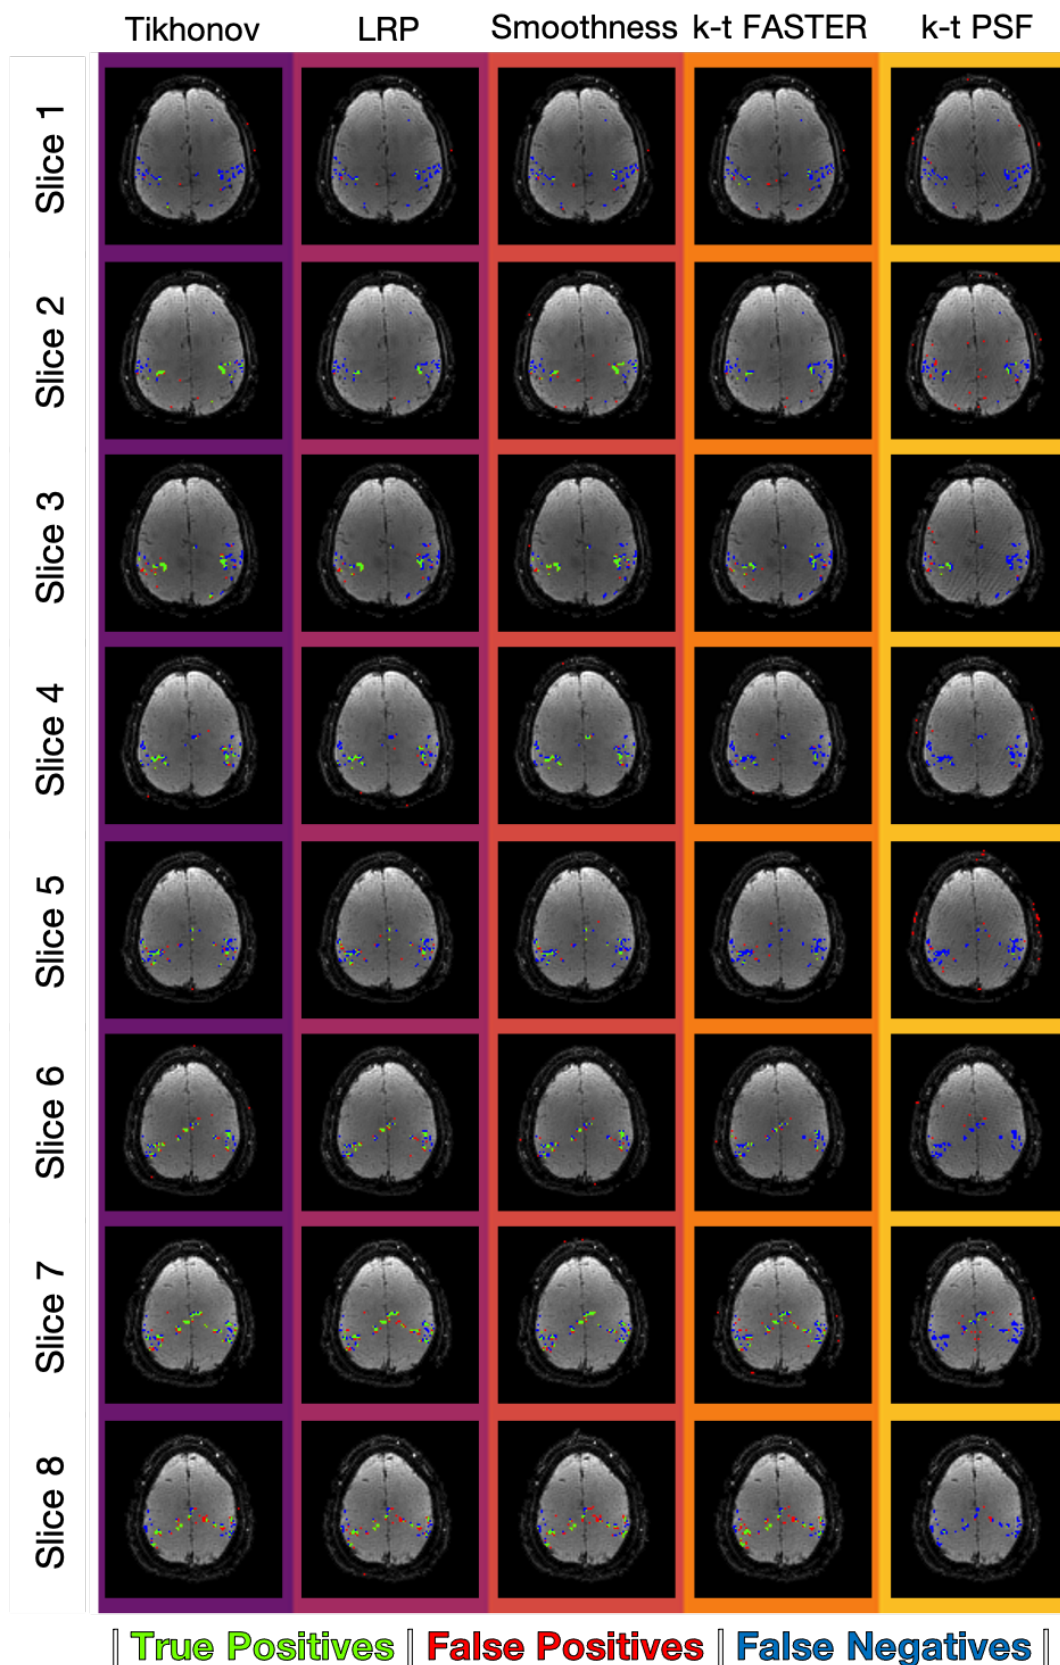 Tikhonov LRP Smoothness k-t FASTER k-t PSF
Slice 1
Slice 2
Slice 3
Slice 4
Slice 5
Slice 6
Slice 7
Slice 8
| True Positives | False Positives | False Negatives |